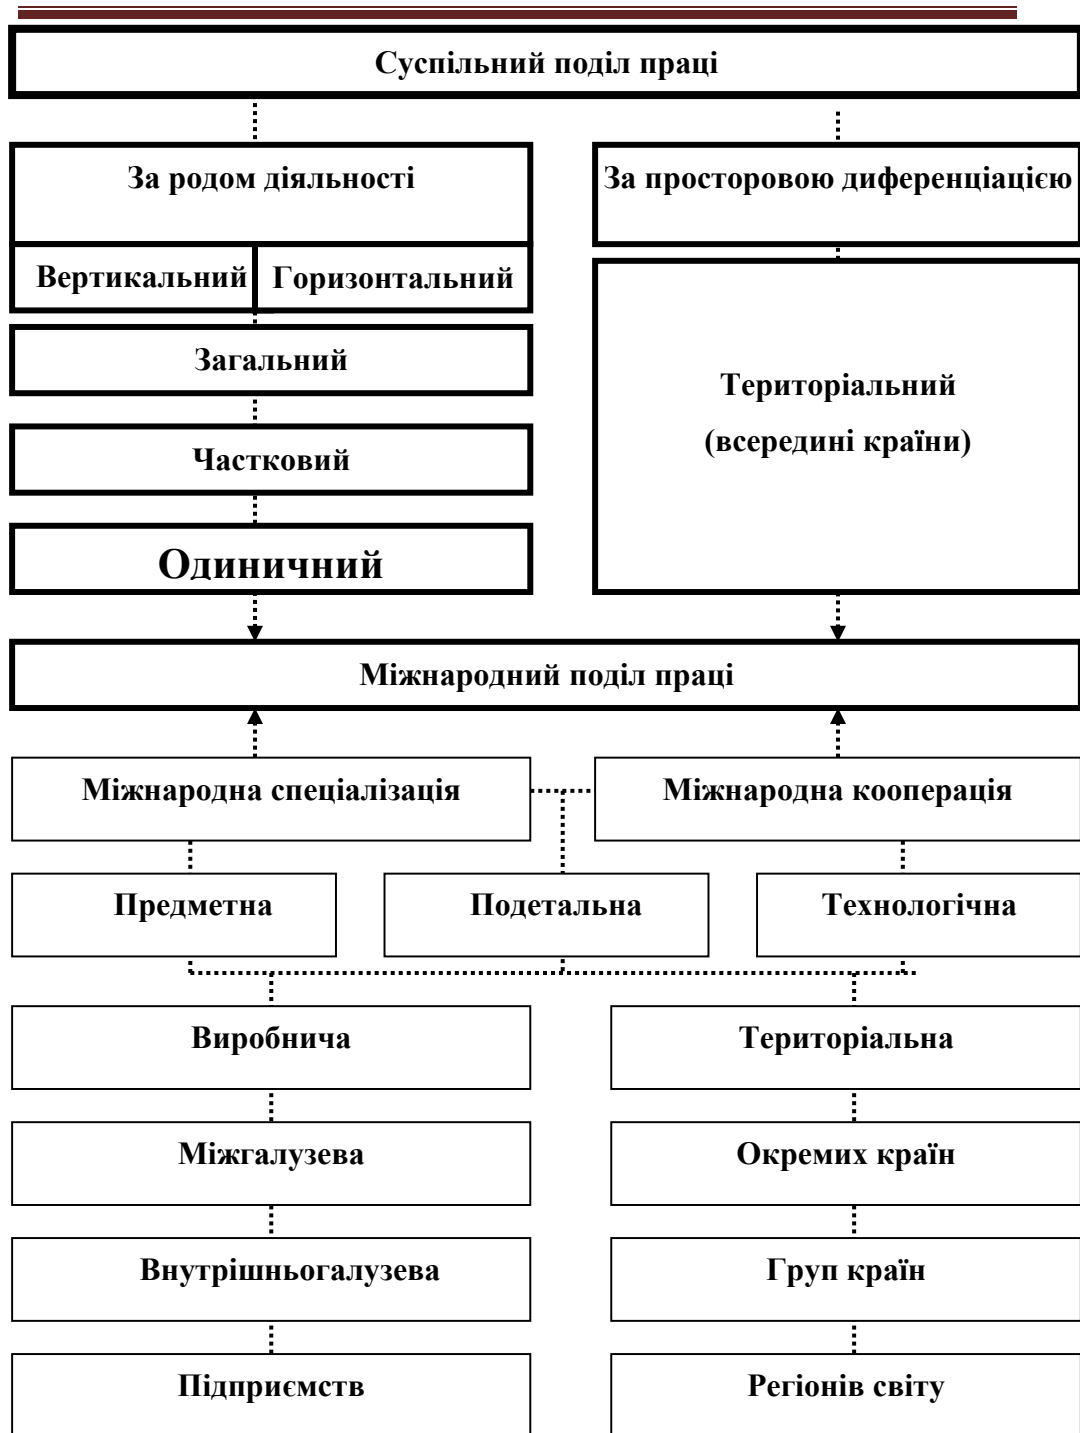 Суспільний поділ праці
За родом діяльності
За просторовою диференціацією
Вертикальний
Горизонтальний
Загальний
Територіальний
(всередині країни)
Частковий
Одиничний
Міжнародний поділ праці
Міжнародна спеціалізація
Міжнародна кооперація
Предметна
Подетальна
Технологічна
Виробнича
Територіальна
Міжгалузева
Окремих країн
Внутрішньогалузева
Груп країн
Підприємств
Регіонів світу